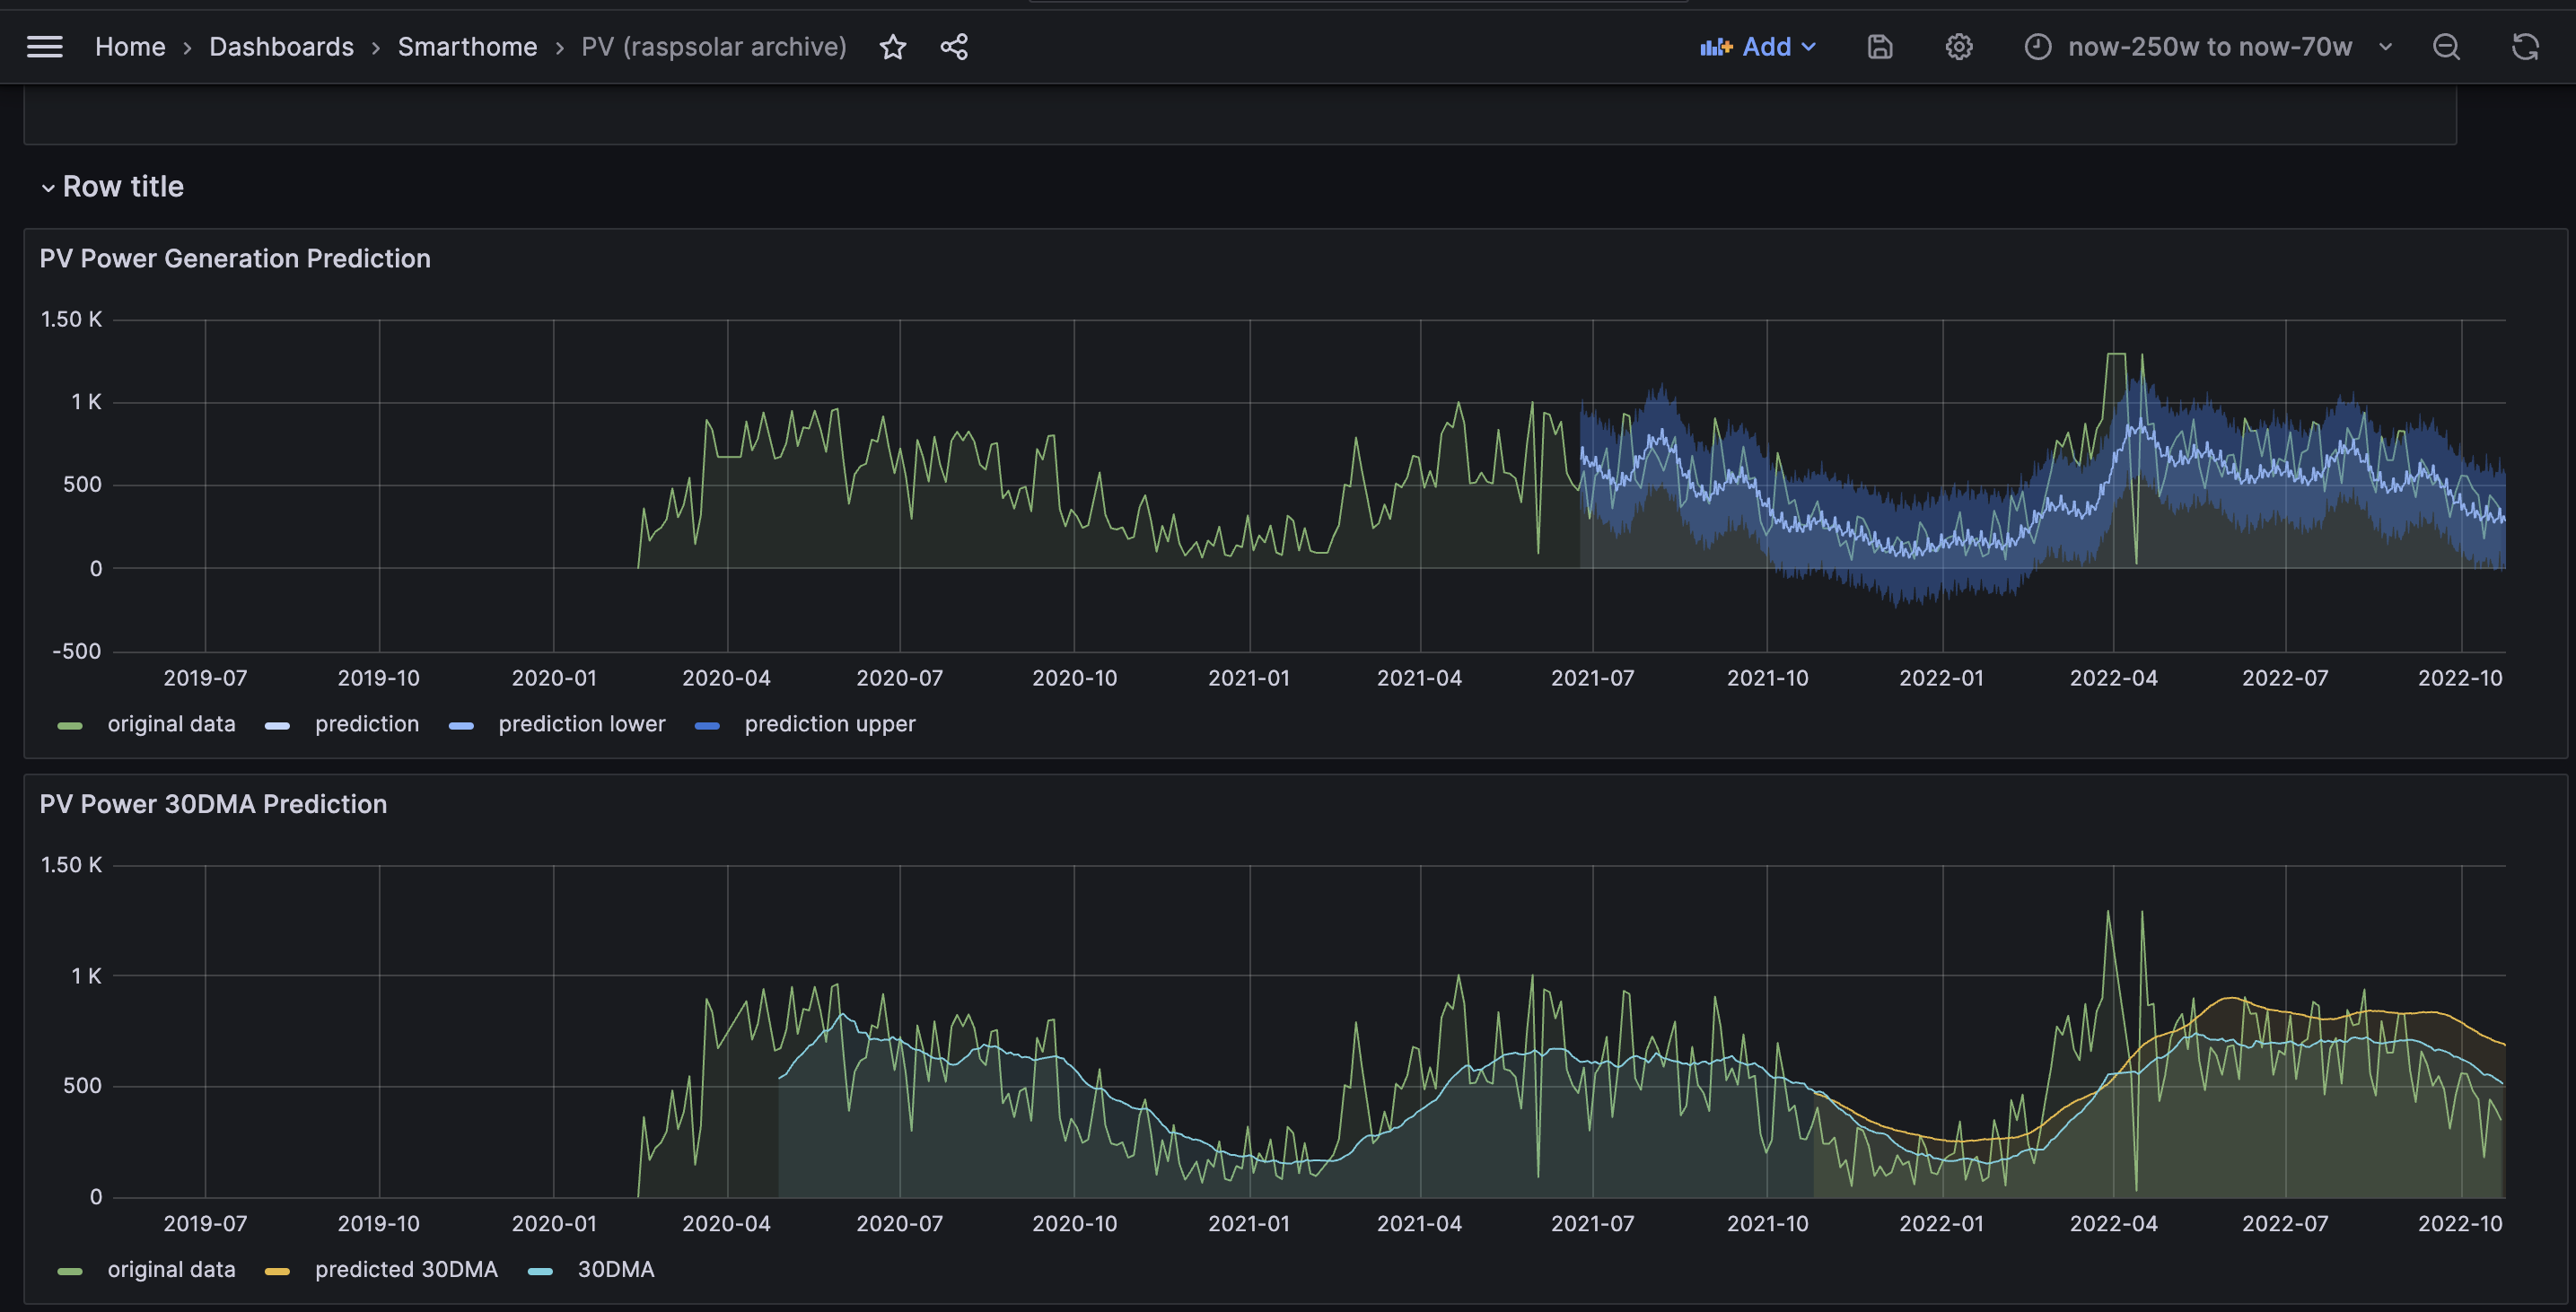 Home › Dashboards › Smarthome › PV (raspsolar archive) Add now-250w to now-70w
Row title
PV Power Generation Prediction
1.50 K
1 K
500
0
-500
2019-07 2019-10 2020-01 2020-04 2020-07 2020-10 2021-01 2021-04 2021-07 2021-10 2022-01 2022-04 2022-07 2022-10
original data prediction prediction lower prediction upper
PV Power 30DMA Prediction
1.50 K
1 K
500
0
2019-07 2019-10 2020-01 2020-04 2020-07 2020-10 2021-01 2021-04 2021-07 2021-10 2022-01 2022-04 2022-07 2022-10
original data predicted 30DMA 30DMA